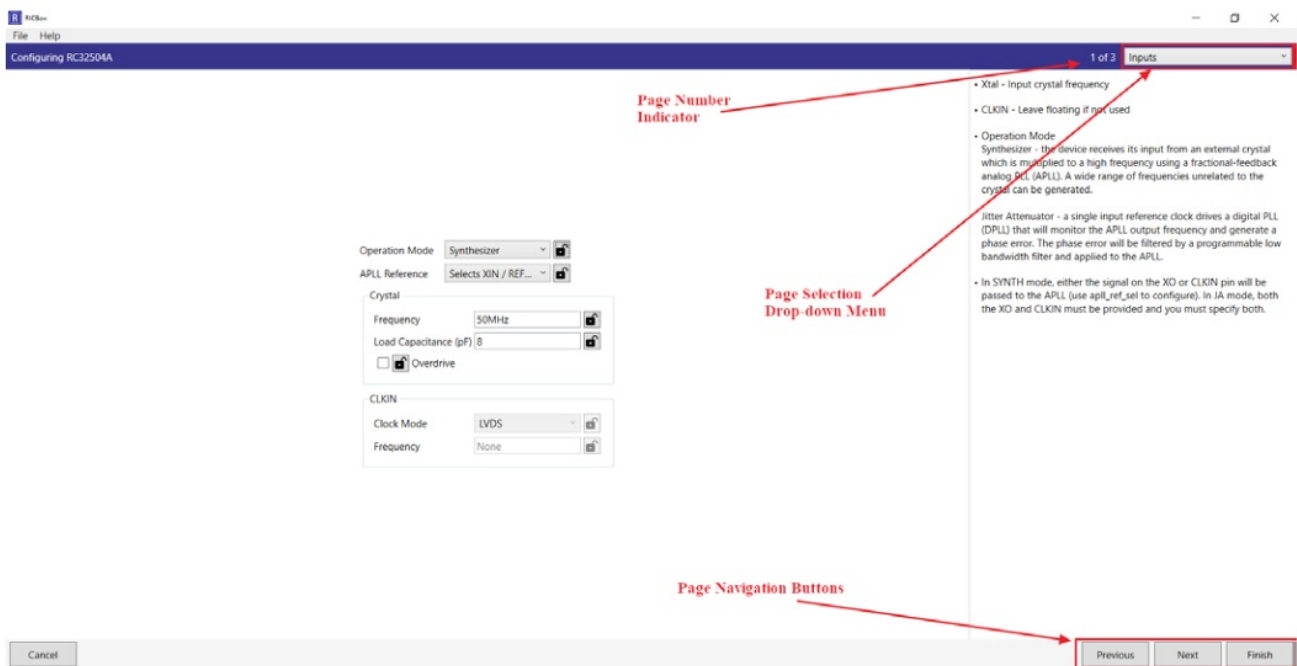 R RICBox
File Help
Configuring RC32504A
1 of 3 Inputs
Page Number
Indicator
• Xtal - Input crystal frequency
• CLKIN - Leave floating if not used
• Operation Mode
Synthesizer - the device receives its input from an external crystal
which is multiplied to a high frequency using a fractional-feedback
analog PLL (APLL). A wide range of frequencies unrelated to the
crystal can be generated.
Jitter Attenuator - a single input reference clock drives a digital PLL
(DPLL) that will monitor the APLL output frequency and generate a
phase error. The phase error will be filtered by a programmable low
bandwidth filter and applied to the APLL.
• In SYNTH mode, either the signal on the XO or CLKIN pin will be
passed to the APLL (use apll_ref_sel to configure). In JA mode, both
the XO and CLKIN must be provided and you must specify both.
Operation Mode Synthesizer
APLL Reference Selects XIN / REF...
Crystal
Frequency 50MHz
Load Capacitance (pF) 8
Overdrive
CLKIN
Clock Mode LVDS
Frequency None
Page Selection
Drop-down Menu
Page Navigation Buttons
Cancel
Previous Next Finish